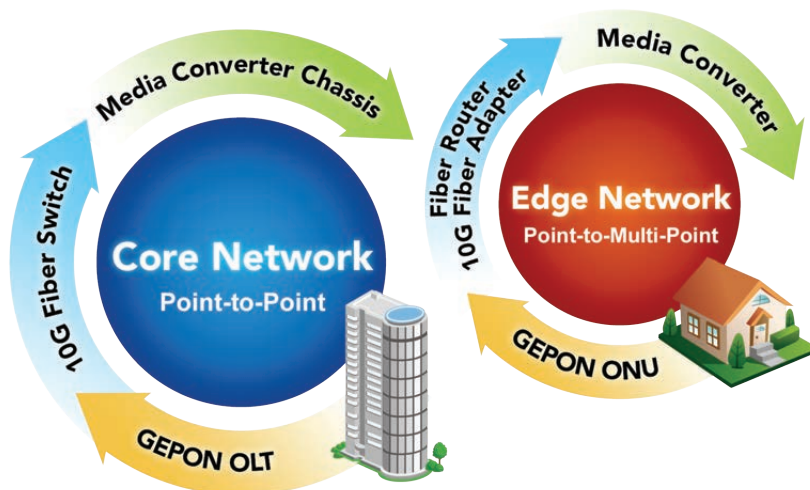 Media Converter Chassis
10G Fiber Switch
Core Network
Point-to-Point
GEPON OLT
Media Converter
Fiber Router
10G Fiber Adapter
Edge Network
Point-to-Multi-Point
GEPON ONU